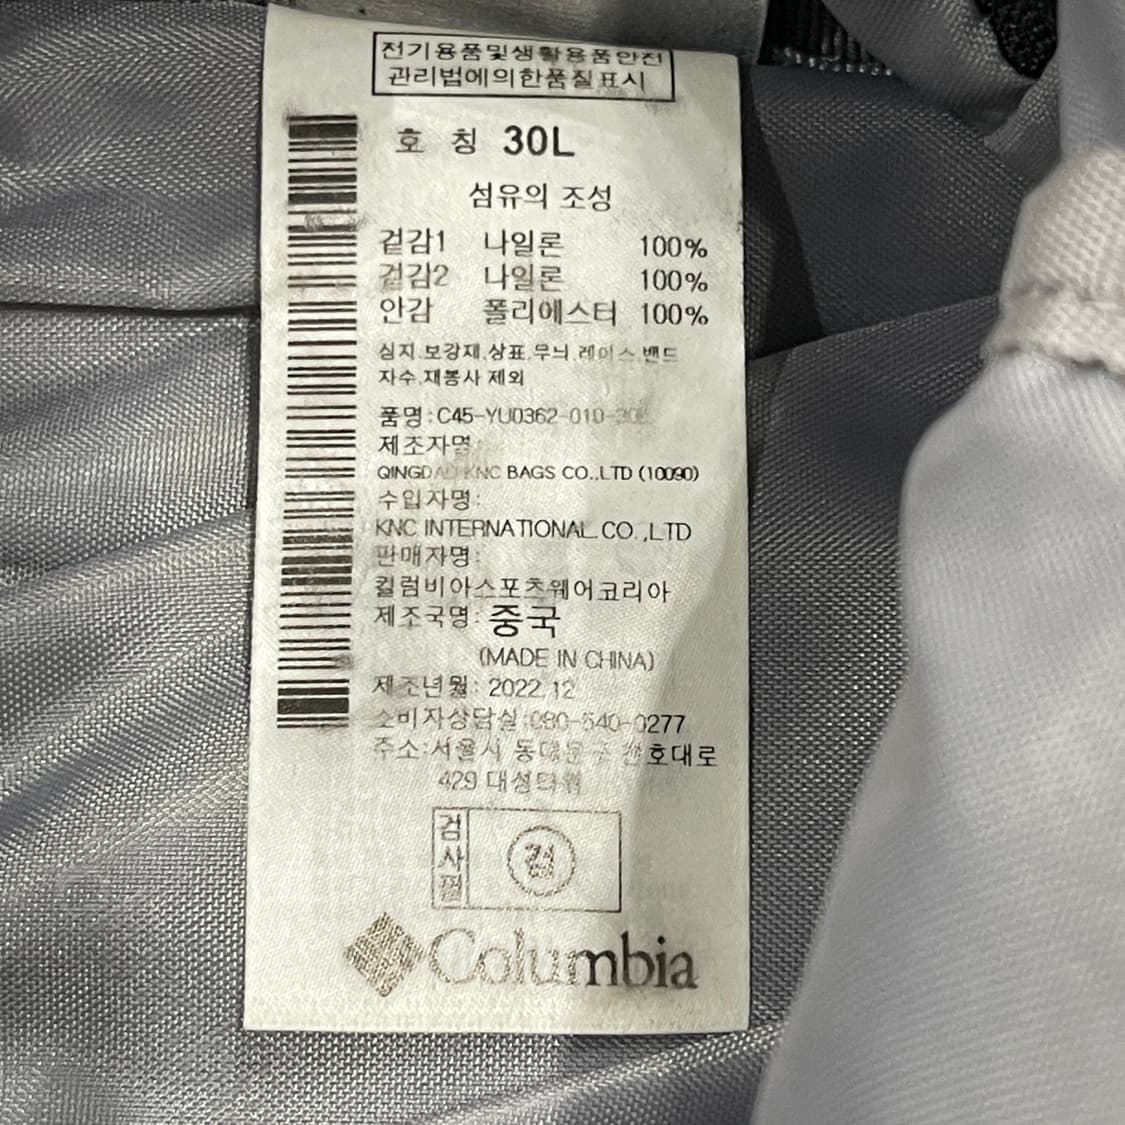 전기용품및생활용품안전
관리법에의한품질표시
호 칭 30L
섬유의 조성
겉감1 나일론 100%
겉감2 나일론 100%
안감 폴리에스터 100%
심지.보강재.상표.무늬.레이스.밴드
자수.재봉사 제외
품명:C45-YU0362-010-30L
제조자명:
QINGDAO KNC BAGS CO.,LTD (10090)
수입자명:
KNC INTERNATIONAL CO.,LTD
판매자명:
컬럼비아스포츠웨어코리아
제조국명: 중국
(MADE IN CHINA)
제조년월: 2022.12
소비자상담실:080-540-0277
주소:서울시 동대문구 천호대로
429 대성타워
검사필
검
Columbia